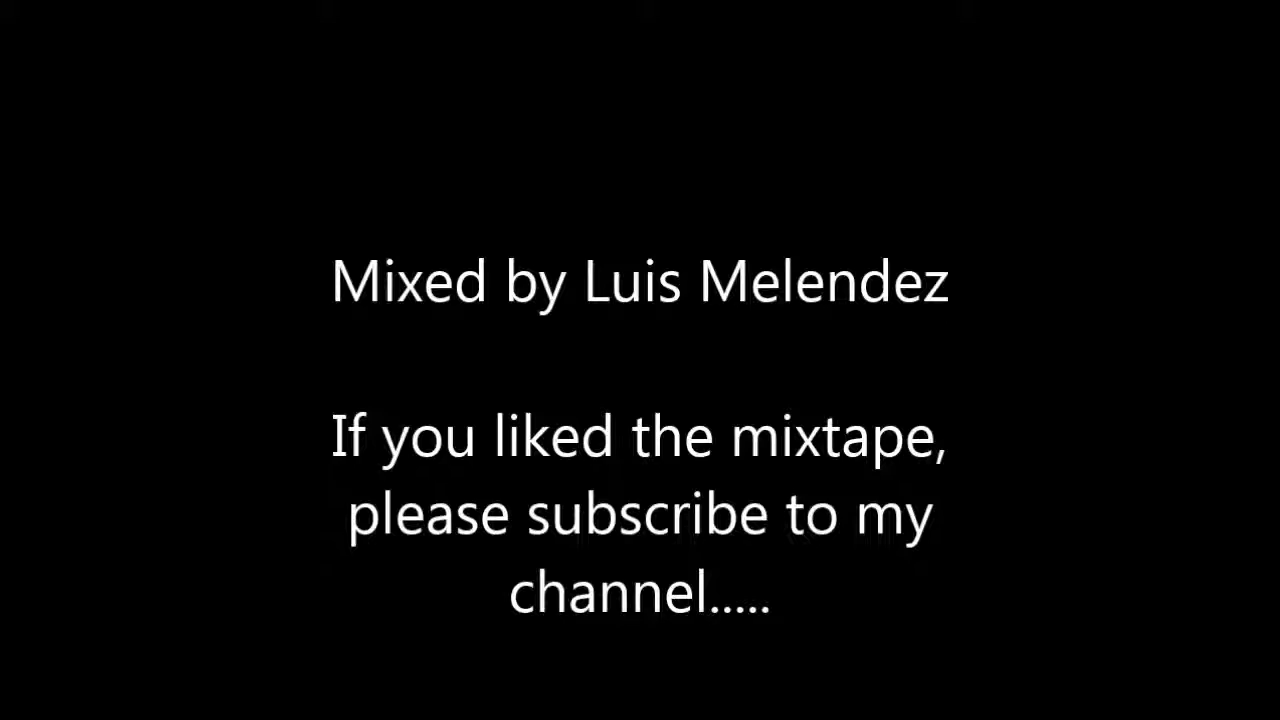 Mixed by Luis Melendez
If you liked the mixtape,
please subscribe to my
channel.....